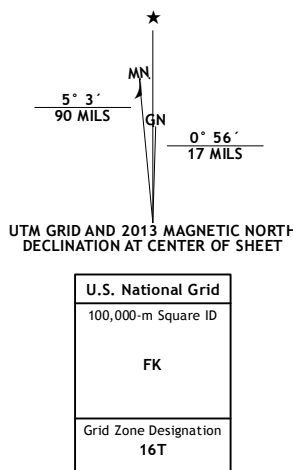 MN
5° 3´
90 MILS
GN
0° 56´
17 MILS
UTM GRID AND 2013 MAGNETIC NORTH
DECLINATION AT CENTER OF SHEET
U.S. National Grid
100,000-m Square ID
FK
Grid Zone Designation
16T